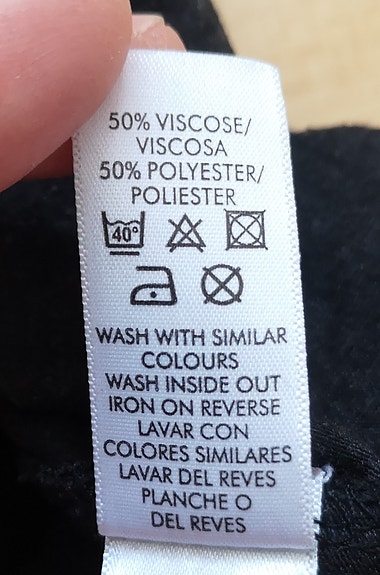 50% VISCOSE/
VISCOSA
50% POLYESTER/
POLIESTER
40°
WASH WITH SIMILAR
COLOURS
WASH INSIDE OUT
IRON ON REVERSE
LAVAR CON
COLORES SIMILARES
LAVAR DEL REVES
PLANCHE O
DEL REVES